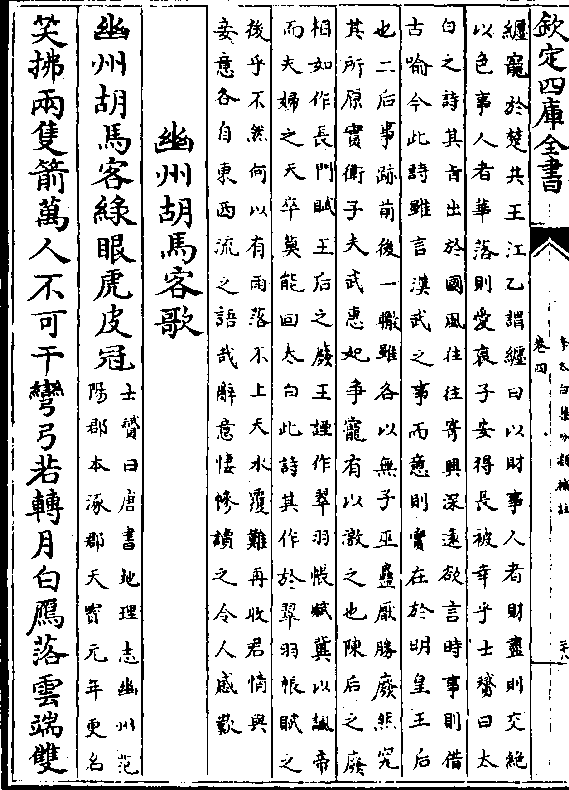 欽定四庫全書
李太白集分類補註
卷四
纏寵於楚共王江乙謂纏曰以財事人者財盡則交絶
以色事人者華落則愛衰子安得長被幸乎士贇曰太
白之詩其旨出於國風往往寄興深遠欲言時事則借
古喻今此詩雖言漢武之事而意則實在於明皇王后
也二后事跡前後一轍雖各以無子巫蠱厭勝廢然究
其所原實衛子夫武惠妃爭寵有以激之也陳后之廢
相如作長門賦王后之廢王諲作翠羽帳賦冀以諷帝
而夫婦之天卒莫能回太白此詩其作於翠羽帳賦之
後乎不然何以有雨落不上天水覆難再收君情與
妾意各自東西流之語哉辭意悽慘讀之令人感歎
幽州胡馬客歌
幽州胡馬客緑眼虎皮冠
士贇曰唐書地理志幽州范
陽郡本涿郡天寳元年更名
笑拂兩隻箭萬人不可干彎弓若轉月白鴈落雲端雙